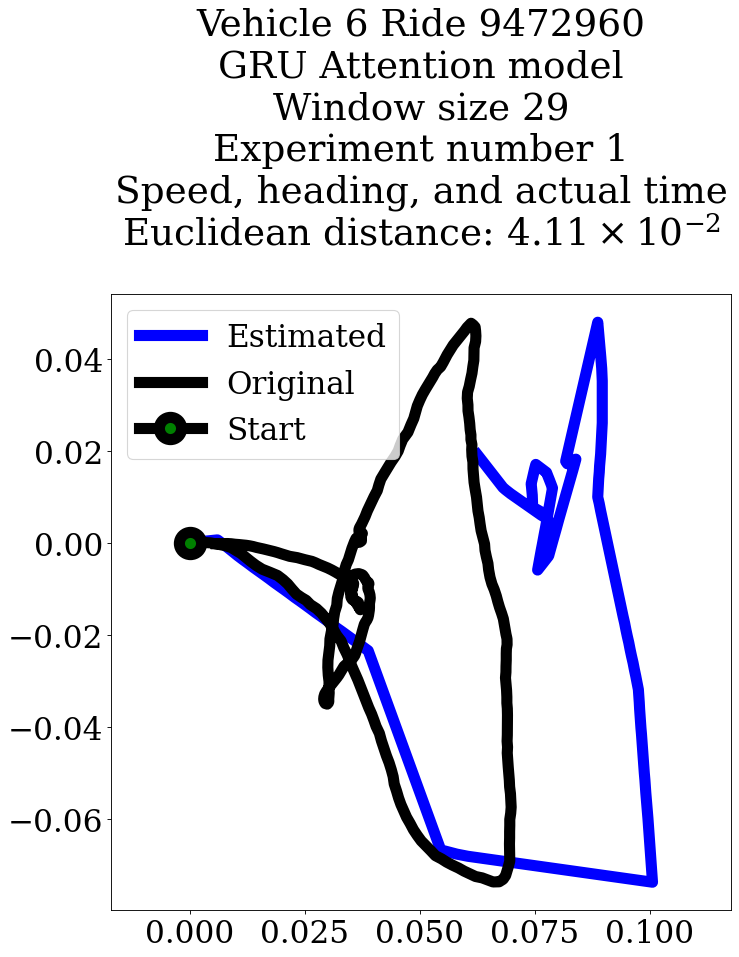 Vehicle 6 Ride 9472960
GRU Attention model
Window size 29
Experiment number 1
Speed, heading, and actual time
Euclidean distance: 4.11 × 10⁻²
Estimated
Original
Start
0.04
0.02
0.00
−0.02
−0.04
−0.06
0.000 0.025 0.050 0.075 0.100